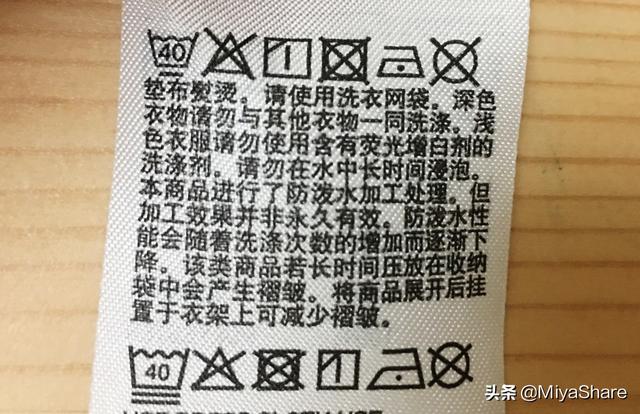 40
垫布熨烫。请使用洗衣网袋。深色
衣物请勿与其他衣物一同洗涤。浅
色衣服请勿使用含有荧光增白剂的
洗涤剂。请勿在水中长时间浸泡。
本商品进行了防泼水加工处理。但
加工效果并非永久有效。防泼水性
能会随着洗涤次数的增加而逐渐下
降。该类商品若长时间压放在收纳
袋中会产生褶皱。将商品展开后挂
置于衣架上可减少褶皱。
40
头条 @MiyaShare